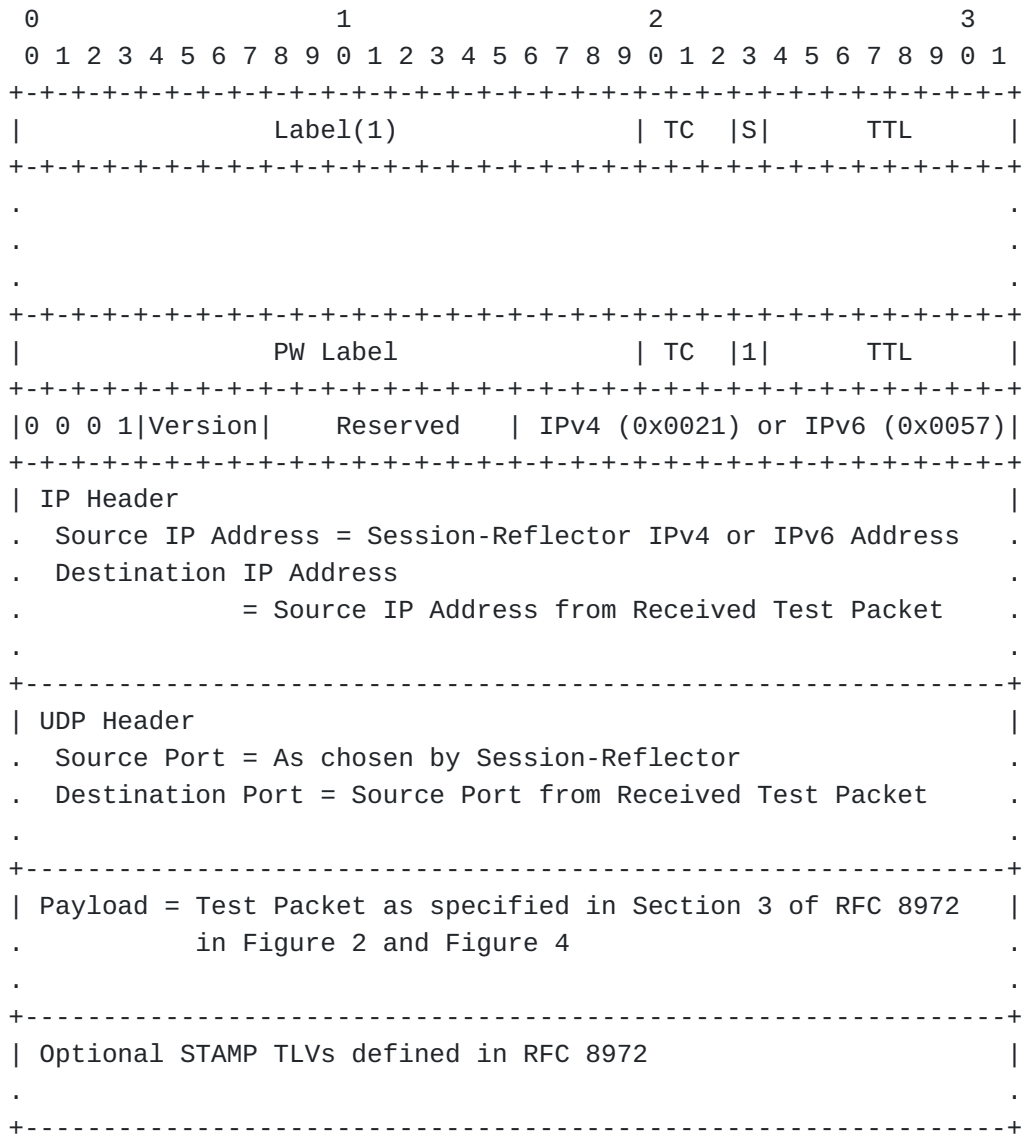 0                   1                   2                   3
 0 1 2 3 4 5 6 7 8 9 0 1 2 3 4 5 6 7 8 9 0 1 2 3 4 5 6 7 8 9 0 1
+-+-+-+-+-+-+-+-+-+-+-+-+-+-+-+-+-+-+-+-+-+-+-+-+-+-+-+-+-+-+-+-+
|                Label(1)               | TC  |S|      TTL      |
+-+-+-+-+-+-+-+-+-+-+-+-+-+-+-+-+-+-+-+-+-+-+-+-+-+-+-+-+-+-+-+-+
.                                                               .
.                                                               .
.                                                               .
+-+-+-+-+-+-+-+-+-+-+-+-+-+-+-+-+-+-+-+-+-+-+-+-+-+-+-+-+-+-+-+-+
|                PW Label               | TC  |1|      TTL      |
+-+-+-+-+-+-+-+-+-+-+-+-+-+-+-+-+-+-+-+-+-+-+-+-+-+-+-+-+-+-+-+-+
|0 0 0 1|Version|    Reserved   | IPv4 (0x0021) or IPv6 (0x0057)|
+-+-+-+-+-+-+-+-+-+-+-+-+-+-+-+-+-+-+-+-+-+-+-+-+-+-+-+-+-+-+-+-+
| IP Header                                                     |
.  Source IP Address = Session-Reflector IPv4 or IPv6 Address   .
.  Destination IP Address                                       .
.              = Source IP Address from Received Test Packet    .
.                                                               .
+---------------------------------------------------------------+
| UDP Header                                                    |
.  Source Port = As chosen by Session-Reflector                 .
.  Destination Port = Source Port from Received Test Packet     .
.                                                               .
+---------------------------------------------------------------+
| Payload = Test Packet as specified in Section 3 of RFC 8972   |
.           in Figure 2 and Figure 4                            .
.                                                               .
+---------------------------------------------------------------+
| Optional STAMP TLVs defined in RFC 8972                       |
.                                                               .
+---------------------------------------------------------------+